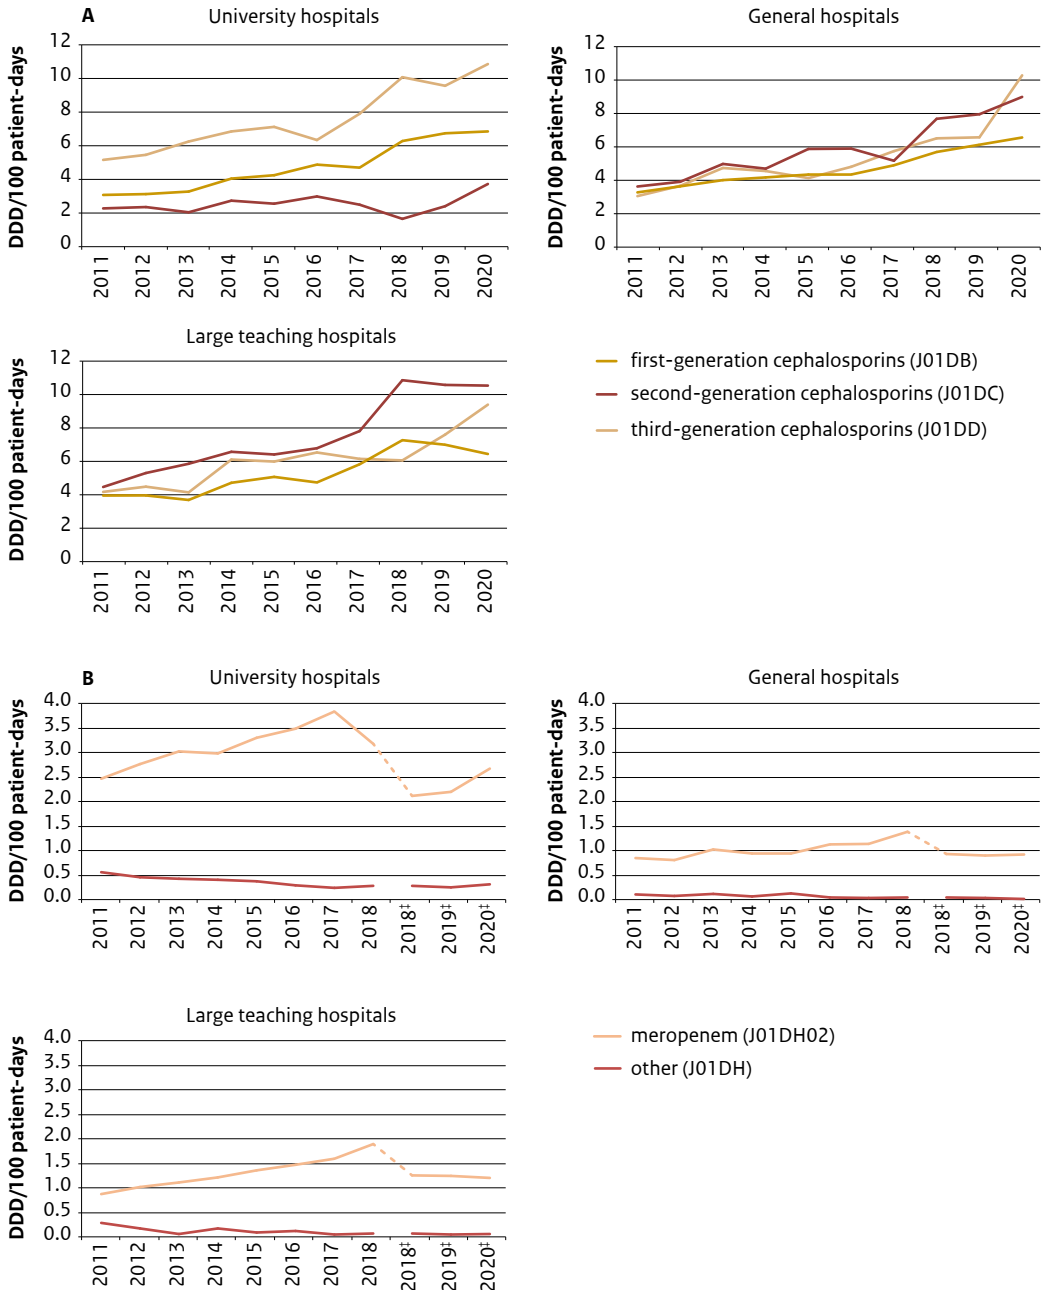 A
University hospitals
DDD/100 patient-days
12
10
8
6
4
2
0
2011 2012 2013 2014 2015 2016 2017 2018 2019 2020
General hospitals
DDD/100 patient-days
12
10
8
6
4
2
0
2011 2012 2013 2014 2015 2016 2017 2018 2019 2020
Large teaching hospitals
DDD/100 patient-days
12
10
8
6
4
2
0
2011 2012 2013 2014 2015 2016 2017 2018 2019 2020
first-generation cephalosporins (J01DB)
second-generation cephalosporins (J01DC)
third-generation cephalosporins (J01DD)
B
University hospitals
DDD/100 patient-days
4.0
3.5
3.0
2.5
2.0
1.5
1.0
0.5
0.0
2011 2012 2013 2014 2015 2016 2017 2018 2018‡ 2019‡ 2020‡
General hospitals
DDD/100 patient-days
4.0
3.5
3.0
2.5
2.0
1.5
1.0
0.5
0.0
2011 2012 2013 2014 2015 2016 2017 2018 2018‡ 2019‡ 2020‡
Large teaching hospitals
DDD/100 patient-days
4.0
3.5
3.0
2.5
2.0
1.5
1.0
0.5
0.0
2011 2012 2013 2014 2015 2016 2017 2018 2018‡ 2019‡ 2020‡
meropenem (J01DH02)
other (J01DH)